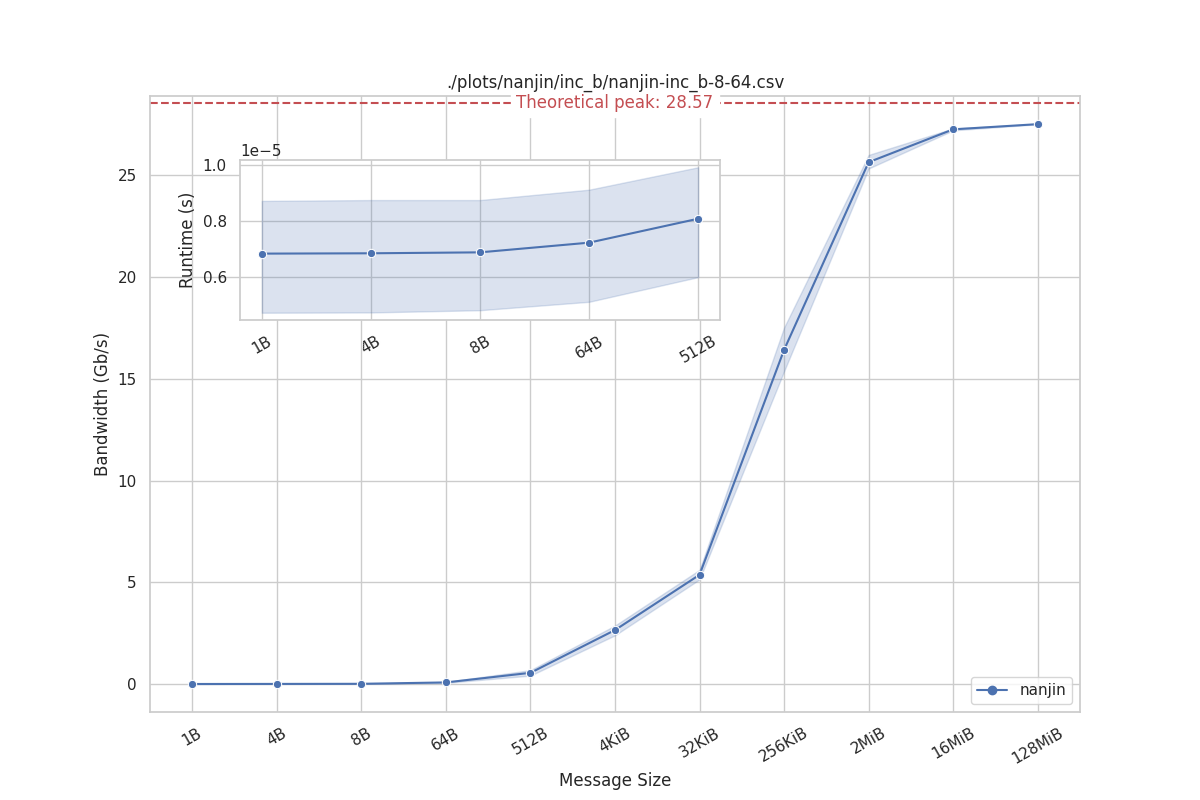 ./plots/nanjin/inc_b/nanjin-inc_b-8-64.csv
Theoretical peak: 28.57
1e−5
1.0
0.8
0.6
Runtime (s)
1B 4B 8B 64B 512B
25
20
15
10
5
0
Bandwidth (Gb/s)
nanjin
1B 4B 8B 64B 512B 4KiB 32KiB 256KiB 2MiB 16MiB 128MiB
Message Size